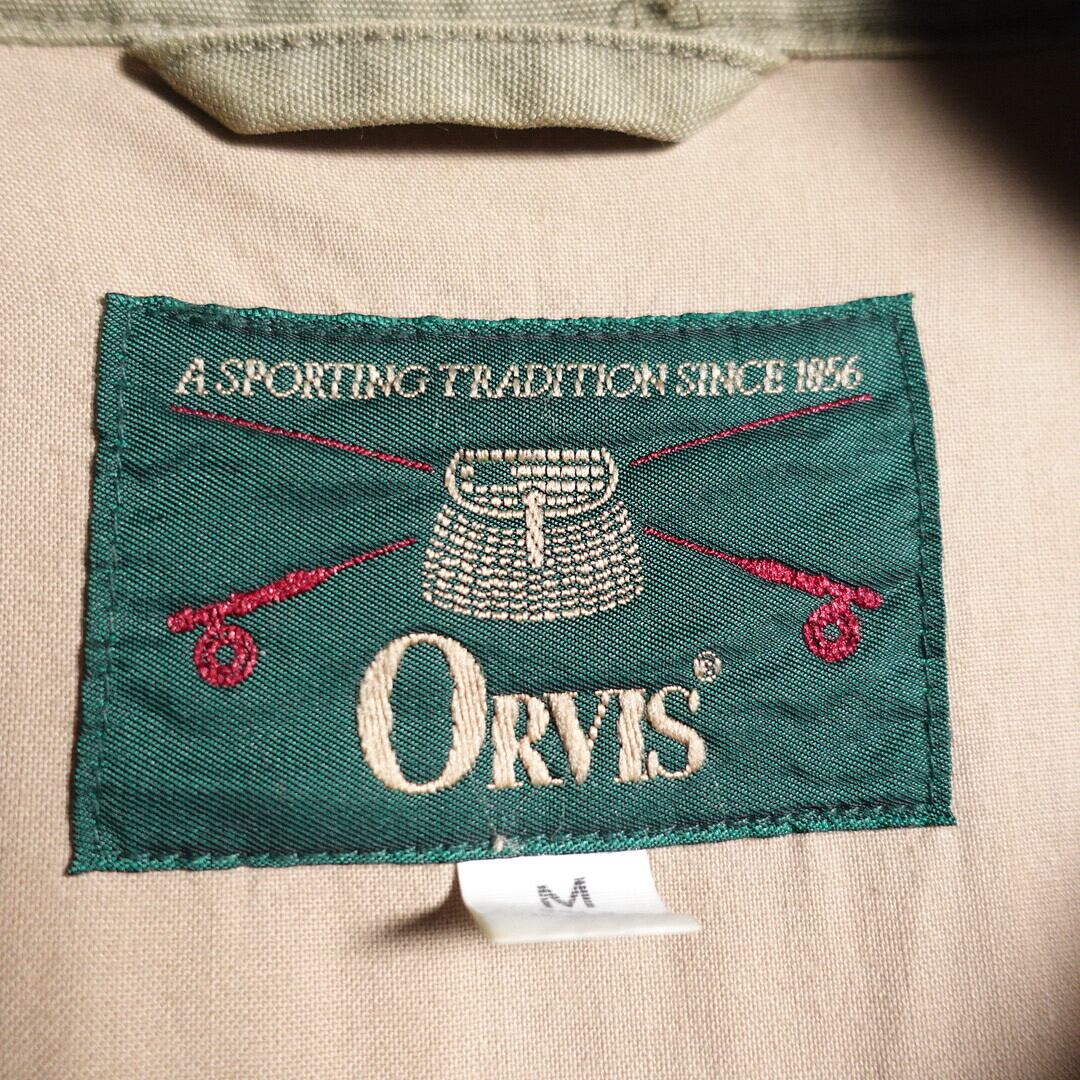 A SPORTING TRADITION SINCE 1856
ORVIS®
M